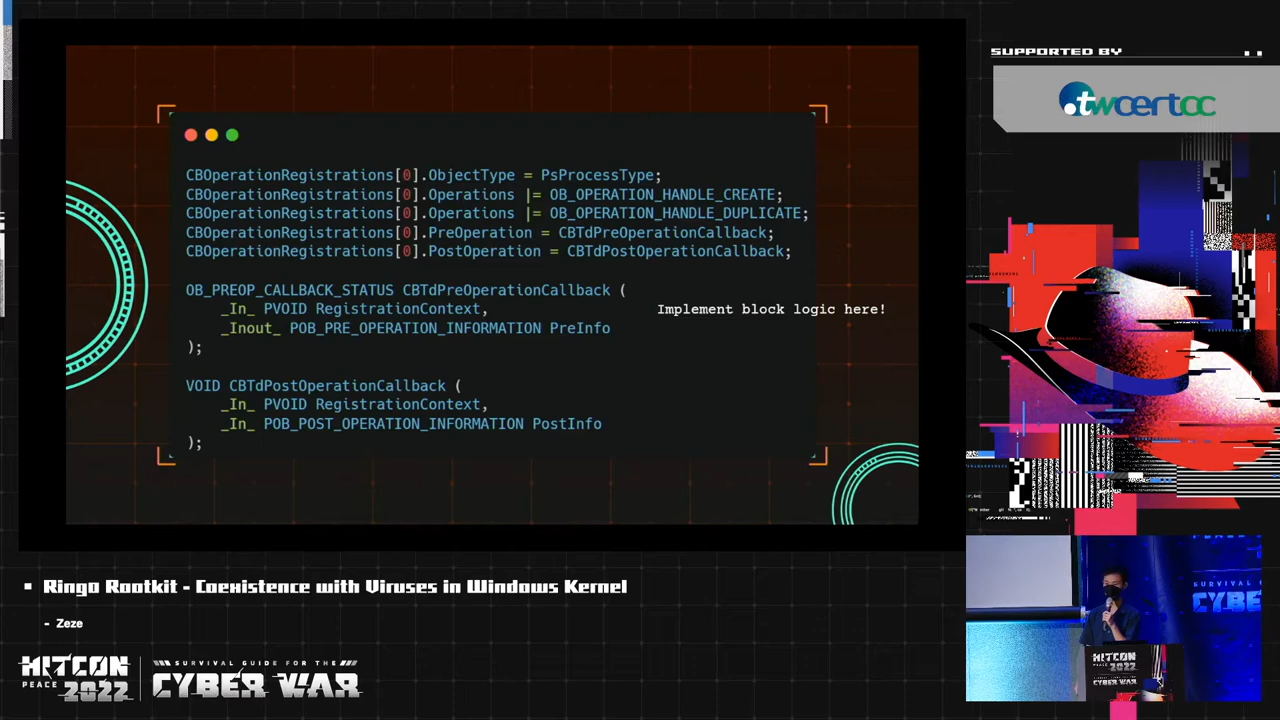 SUPPORTED BY
.twcertcc
CBOperationRegistrations[0].ObjectType = PsProcessType;
CBOperationRegistrations[0].Operations |= OB_OPERATION_HANDLE_CREATE;
CBOperationRegistrations[0].Operations |= OB_OPERATION_HANDLE_DUPLICATE;
CBOperationRegistrations[0].PreOperation = CBTdPreOperationCallback;
CBOperationRegistrations[0].PostOperation = CBTdPostOperationCallback;
OB_PREOP_CALLBACK_STATUS CBTdPreOperationCallback (
_In_ PVOID RegistrationContext,
_Inout_ POB_PRE_OPERATION_INFORMATION PreInfo
);
Implement block logic here!
VOID CBTdPostOperationCallback (
_In_ PVOID RegistrationContext,
_In_ POB_POST_OPERATION_INFORMATION PostInfo
);
Ringo Rootkit - Coexistence with Viruses in Windows Kernel
- Zeze
HITCON
PEACE 2022
SURVIVAL GUIDE FOR THE
CYBER WAR
HITCON
PEACE 2022
CYBER WAR